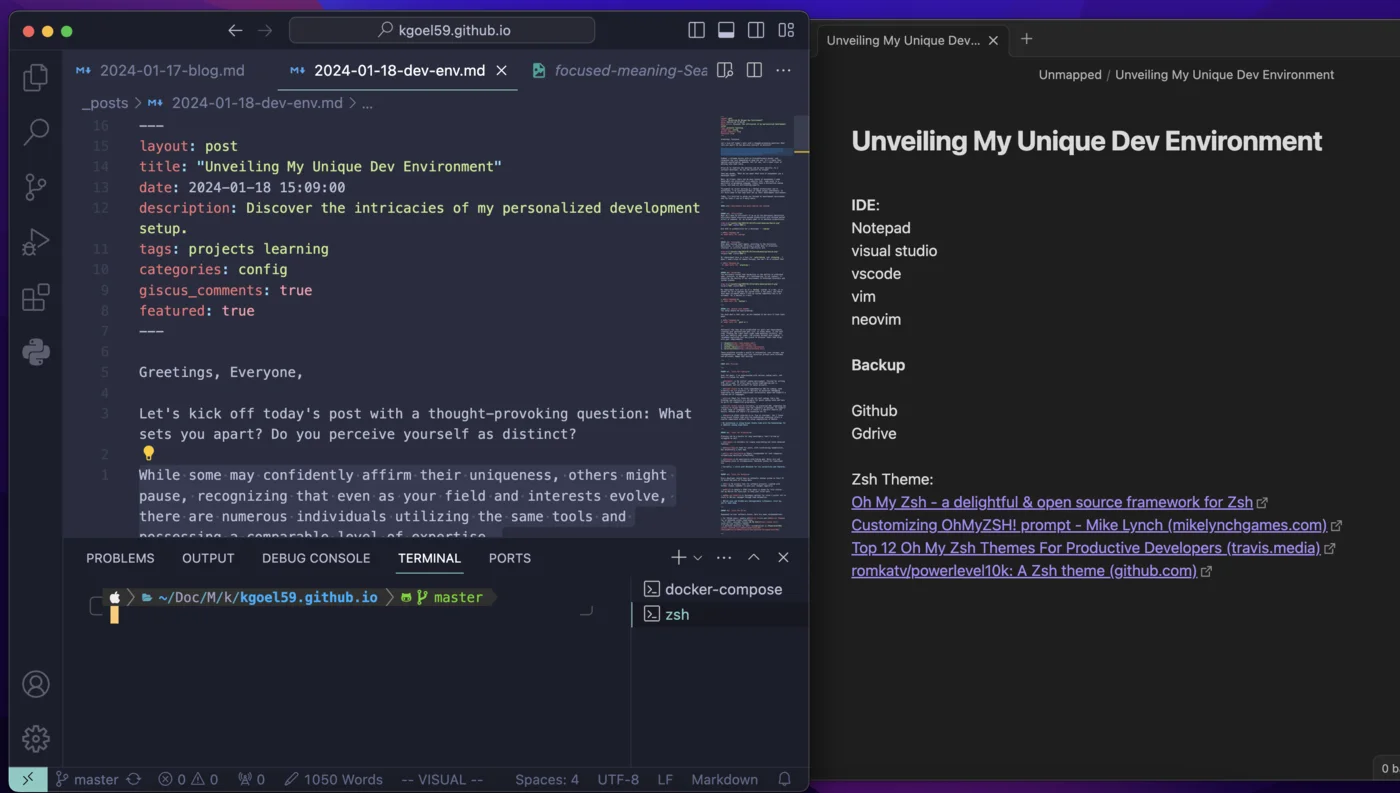 kgoel59.github.io
2024-01-17-blog.md
2024-01-18-dev-env.md
focused-meaning-Sea
_posts > 2024-01-18-dev-env.md > ...
16 ---
15 layout: post
14 title: "Unveiling My Unique Dev Environment"
13 date: 2024-01-18 15:09:00
12 description: Discover the intricacies of my personalized development
setup.
11 tags: projects learning
10 categories: config
9 giscus_comments: true
8 featured: true
7 ---
6
5 Greetings, Everyone,
4
3 Let's kick off today's post with a thought-provoking question: What
sets you apart? Do you perceive yourself as distinct?
2
1 While some may confidently affirm their uniqueness, others might
pause, recognizing that even as your field and interests evolve,
there are numerous individuals utilizing the same tools and
possessing a comparable level of expertise.
PROBLEMS OUTPUT DEBUG CONSOLE TERMINAL PORTS
~/Doc/M/k/kgoel59.github.io master
docker-compose
zsh
master 0 0 0 1050 Words -- VISUAL -- Spaces: 4 UTF-8 LF Markdown
Unveiling My Unique Dev...
Unmapped / Unveiling My Unique Dev Environment
Unveiling My Unique Dev Environment
IDE:
Notepad
visual studio
vscode
vim
neovim
Backup
Github
Gdrive
Zsh Theme:
Oh My Zsh - a delightful & open source framework for Zsh
Customizing OhMyZSH! prompt - Mike Lynch (mikelynchgames.com)
Top 12 Oh My Zsh Themes For Productive Developers (travis.media)
romkatv/powerlevel10k: A Zsh theme (github.com)
0 b